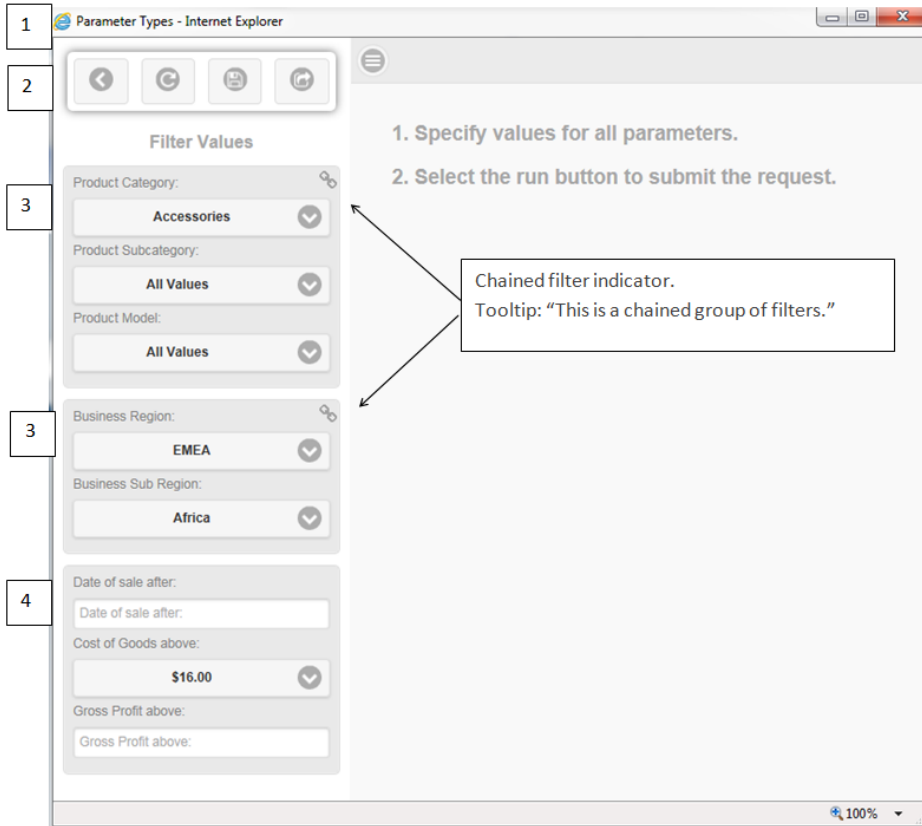 1
Parameter Types - Internet Explorer
2
Filter Values
1. Specify values for all parameters.
2. Select the run button to submit the request.
3
Product Category:
Accessories
Product Subcategory:
All Values
Product Model:
All Values
Chained filter indicator.
Tooltip: “This is a chained group of filters.”
3
Business Region:
EMEA
Business Sub Region:
Africa
4
Date of sale after:
Date of sale after:
Cost of Goods above:
$16.00
Gross Profit above:
Gross Profit above:
100%